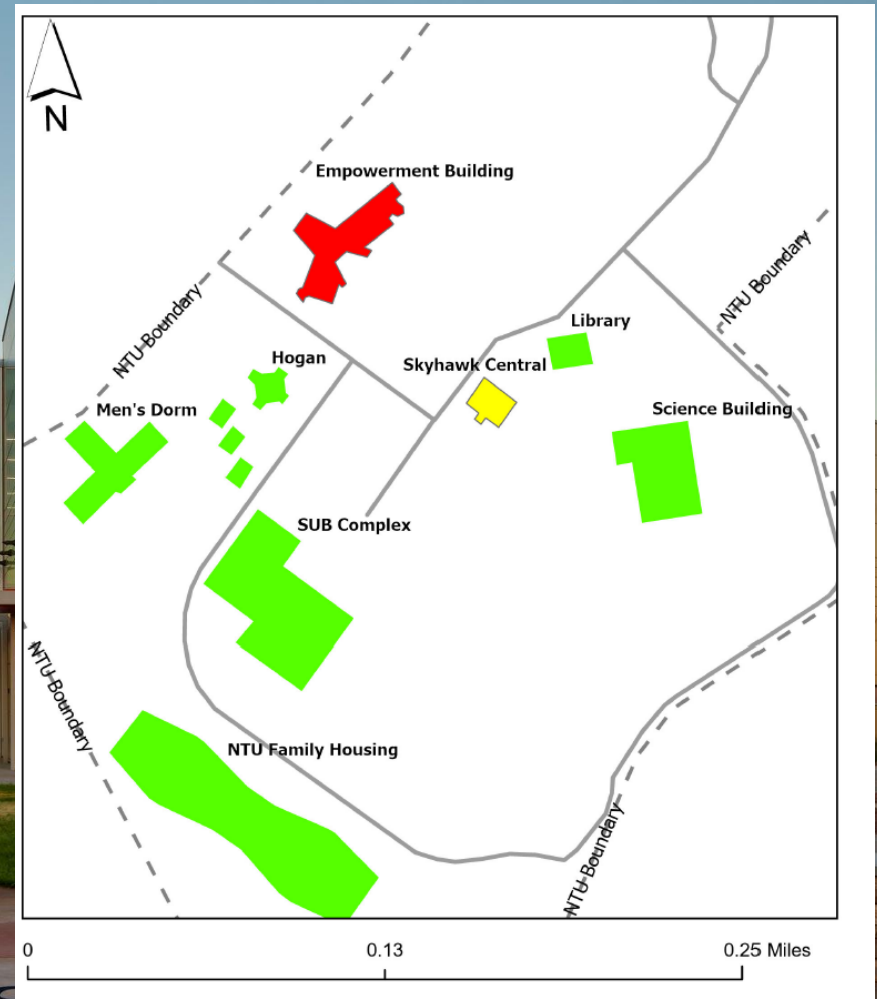 N
Empowerment Building
NTU Boundary
NTU Boundary
Library
Hogan
Skyhawk Central
Men's Dorm
Science Building
SUB Complex
NTU Boundary
NTU Family Housing
NTU Boundary
0 0.13 0.25 Miles